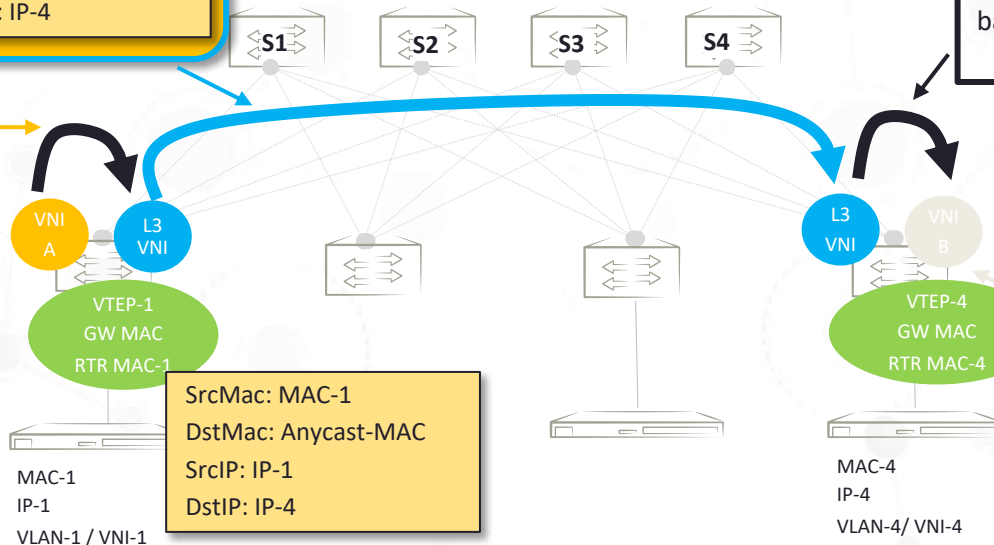 : IP-4
S1
S2
S3
S4
VNI
A
L3
VNI
L3
VNI
VNI
B
VTEP-1
GW MAC
RTR MAC-1
VTEP-4
GW MAC
RTR MAC-4
SrcMac: MAC-1
DstMac: Anycast-MAC
SrcIP: IP-1
DstIP: IP-4
MAC-1
IP-1
VLAN-1 / VNI-1
MAC-4
IP-4
VLAN-4/ VNI-4